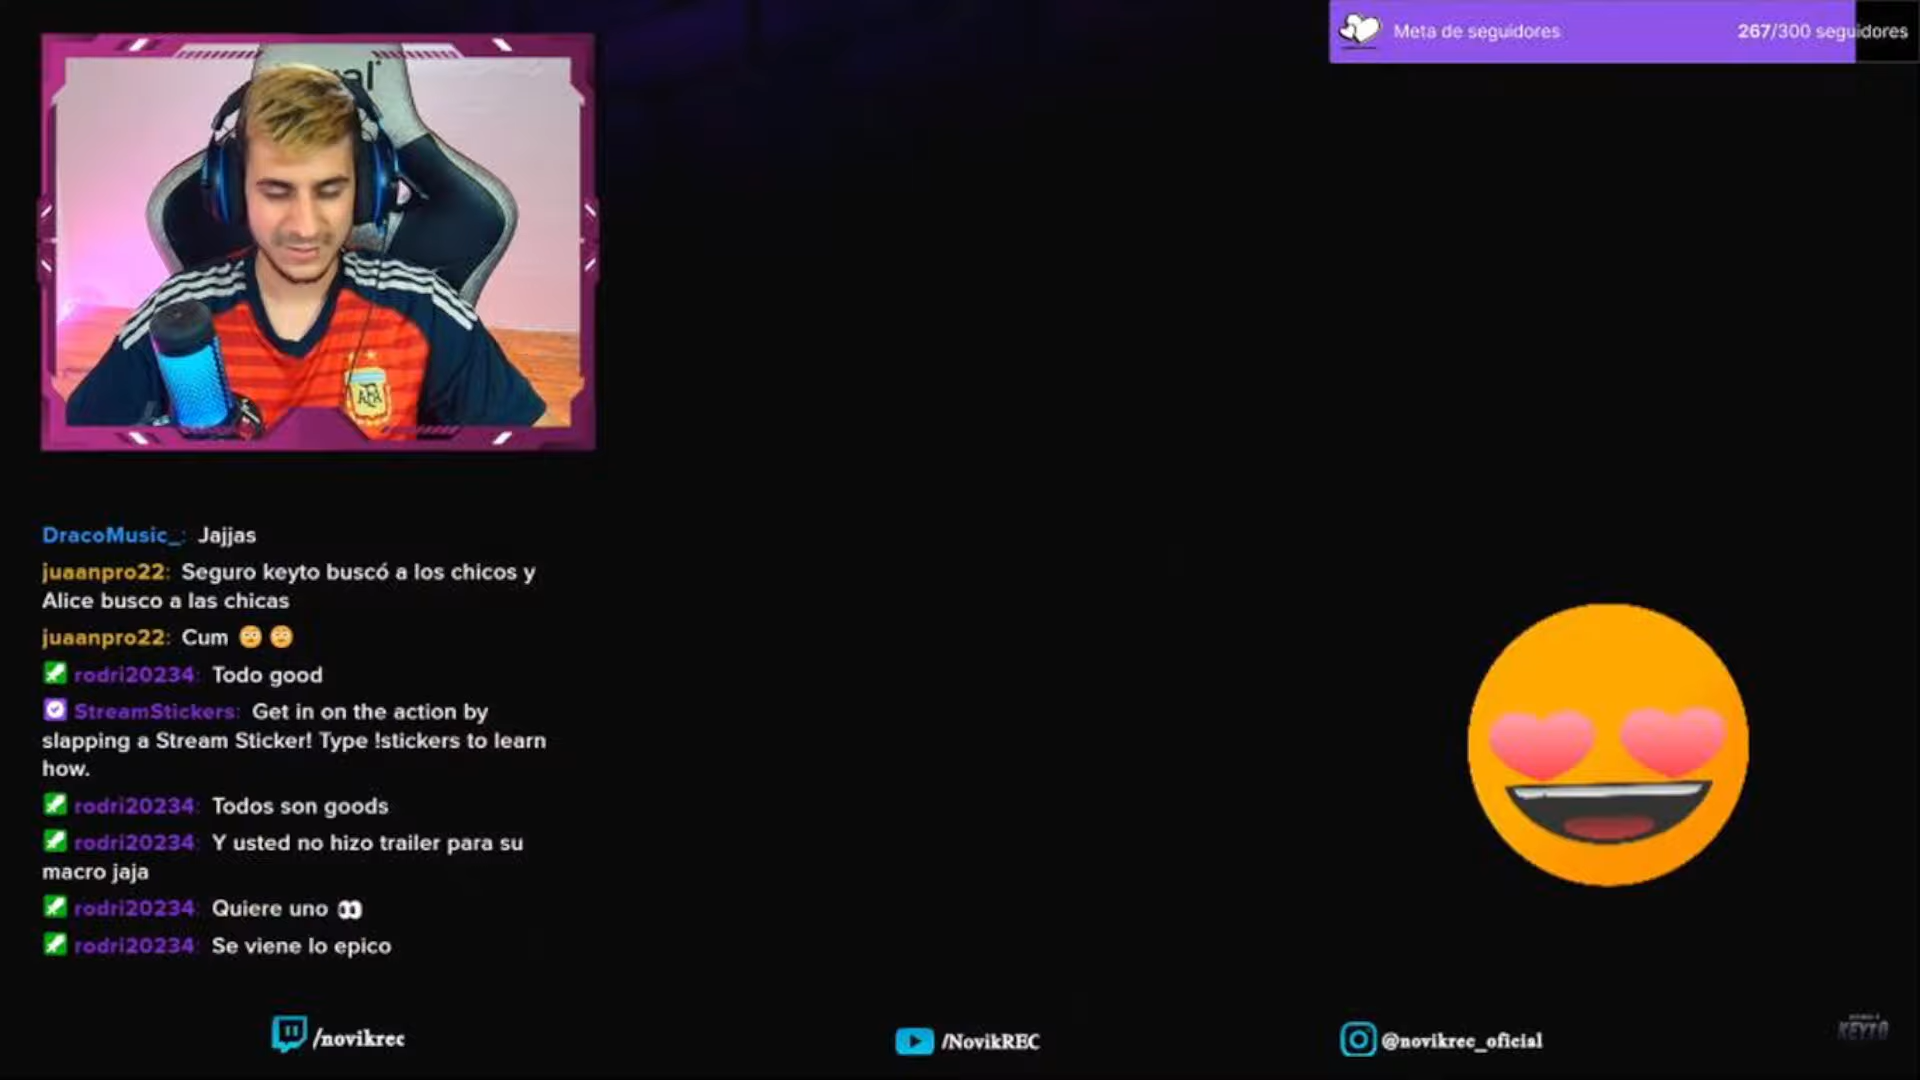 Meta de seguidores
267/300 seguidores
AFA
DracoMusic_: Jajjas
juaanpro22: Seguro keyto buscó a los chicos y
Alice busco a las chicas
juaanpro22: Cum 😳 😳
rodri20234: Todo good
StreamStickers: Get in on the action by
slapping a Stream Sticker! Type !stickers to learn
how.
rodri20234: Todos son goods
rodri20234: Y usted no hizo trailer para su
macro jaja
rodri20234: Quiere uno 👀
rodri20234: Se viene lo epico
/novikrec
/NovikREC
@novikrec_oficial
KEYTO